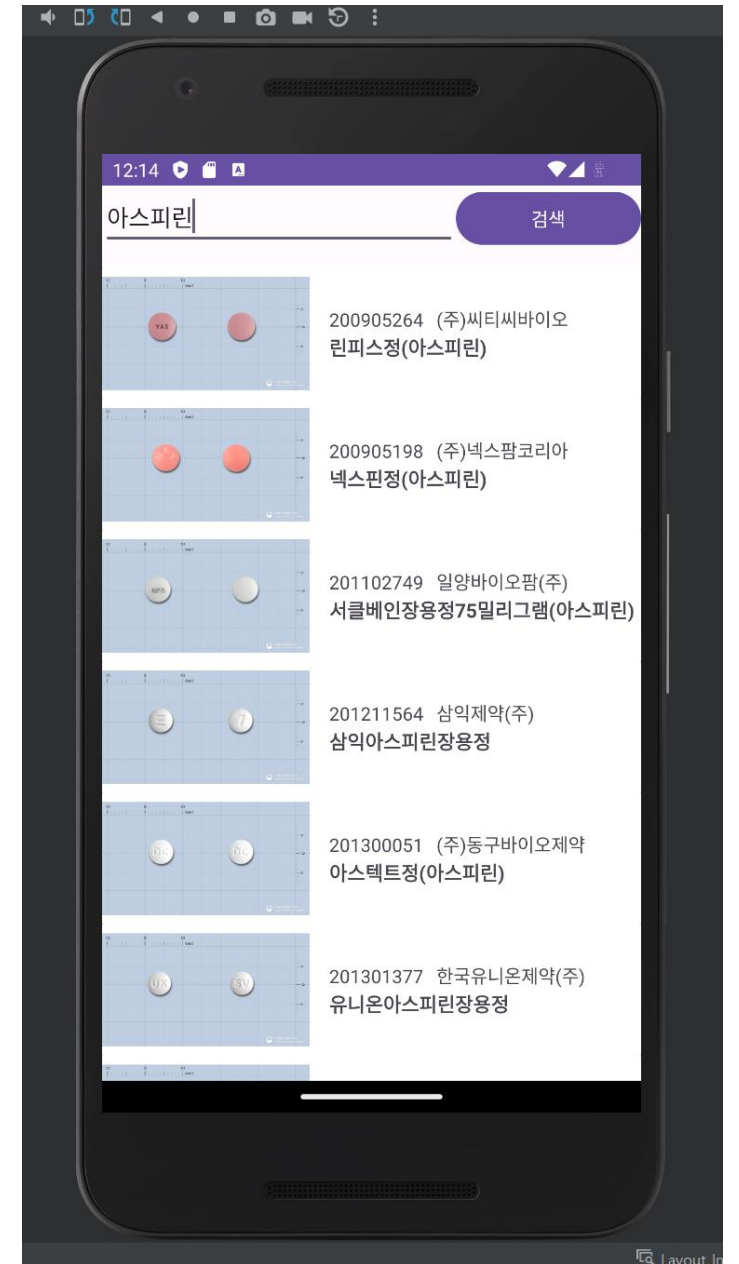 12:14
아스피린
검색
YAS
200905264 (주)씨티씨바이오
린피스정(아스피린)
200905198 (주)넥스팜코리아
넥스핀정(아스피린)
201102749 일양바이오팜(주)
서클베인장용정75밀리그램(아스피린)
7
201211564 삼익제약(주)
삼익아스피린장용정
DC DC
201300051 (주)동구바이오제약
아스텍트정(아스피린)
UK SV
201301377 한국유니온제약(주)
유니온아스피린장용정
Layout In